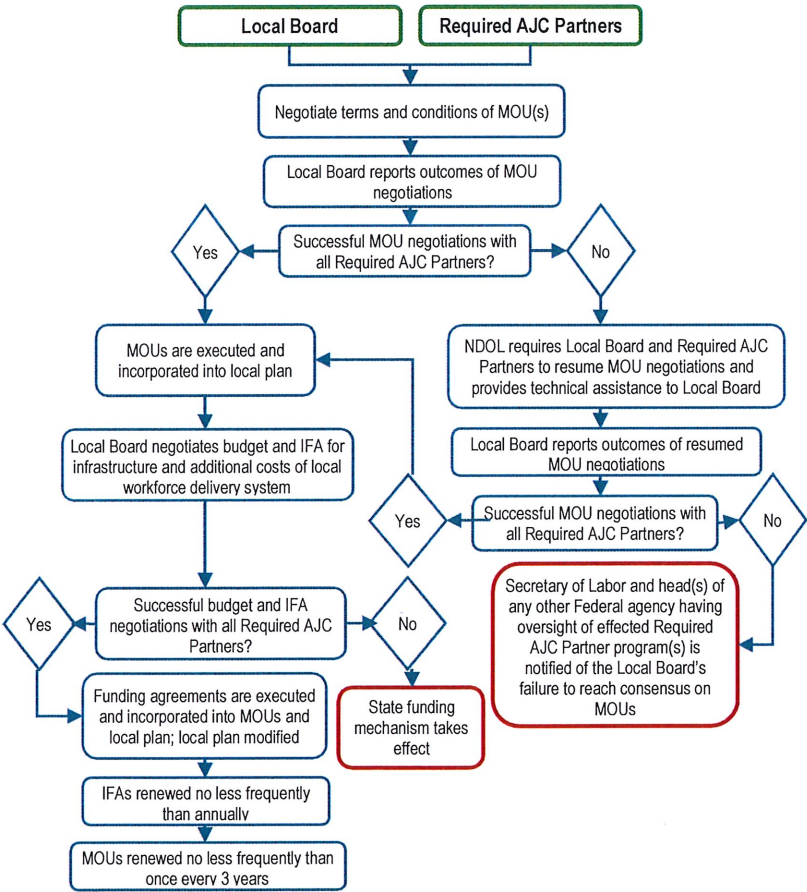 Local Board
Required AJC Partners
Negotiate terms and conditions of MOU(s)
Local Board reports outcomes of MOU
negotiations
Successful MOU negotiations with
all Required AJC Partners?
Yes
No
MOUs are executed and
incorporated into local plan
NDOL requires Local Board and Required AJC
Partners to resume MOU negotiations and
provides technical assistance to Local Board
Local Board negotiates budget and IFA for
infrastructure and additional costs of local
workforce delivery system
Local Board reports outcomes of resumed
MOU negotiations
Yes
Successful MOU negotiations with
all Required AJC Partners?
No
Secretary of Labor and head(s) of
any other Federal agency having
oversight of effected Required
AJC Partner program(s) is
notified of the Local Board's
failure to reach consensus on
MOUs
Yes
Successful budget and IFA
negotiations with all Required AJC
Partners?
No
Funding agreements are executed
and incorporated into MOUs and
local plan; local plan modified
State funding
mechanism takes
effect
IFAs renewed no less frequently
than annually
MOUs renewed no less frequently than
once every 3 years